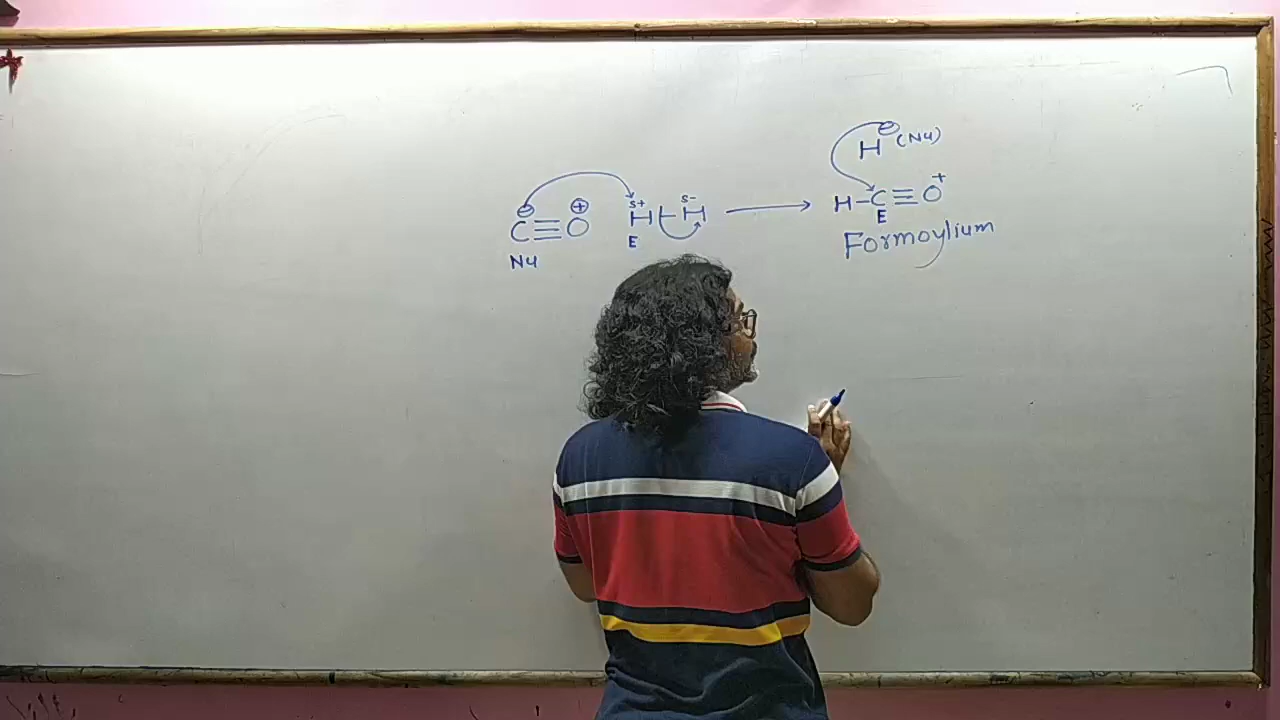 H⊖ (Nu)
⊖ ⊕ δ+ δ- +
C≡O H-H ⟶ H-C≡O
Nu E E
Formoylium